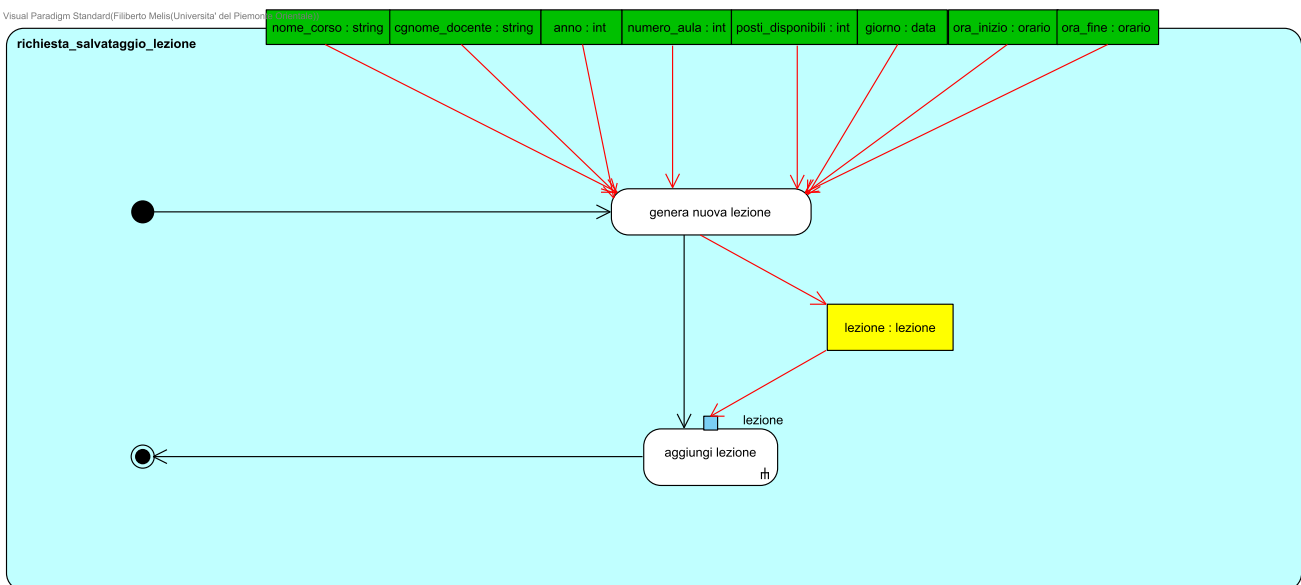 Visual Paradigm Standard(Filiberto Melis(Universita' del Piemonte
richiesta_salvataggio_lezione
nome_corso : string
cgnome_docente : string
anno : int
numero_aula : int
posti_disponibili : int
giorno : data
ora_inizio : orario
ora_fine : orario
genera nuova lezione
lezione : lezione
lezione
aggiungi lezione